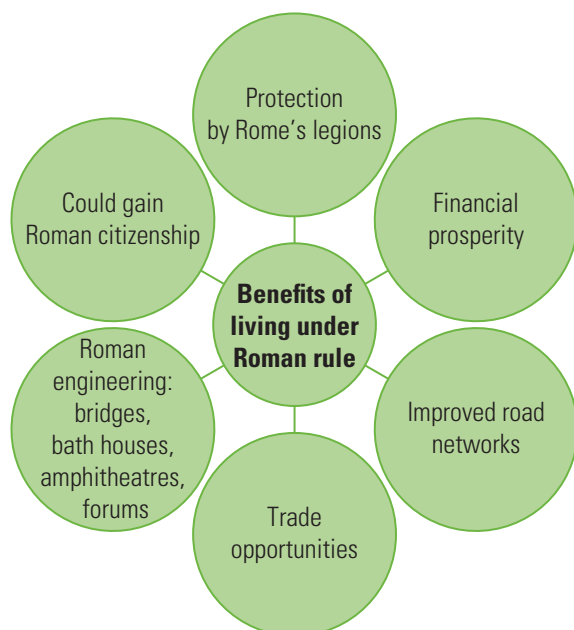 Protection
by Rome's legions
Could gain
Roman citizenship
Financial
prosperity
Benefits of
living under
Roman rule
Roman
engineering:
bridges,
bath houses,
amphitheatres,
forums
Improved road
networks
Trade
opportunities